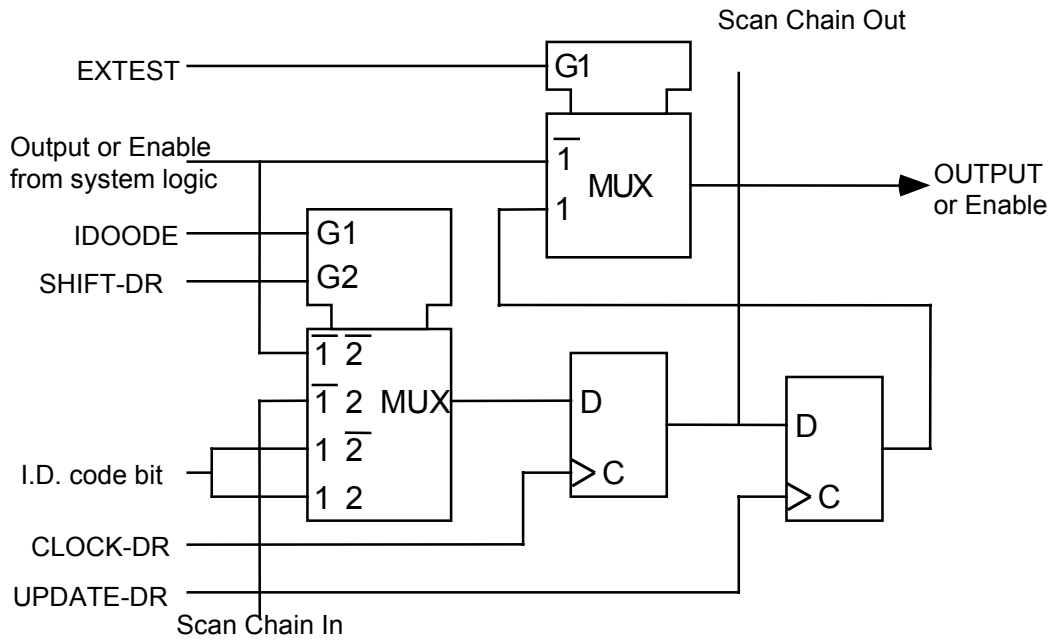 Scan Chain Out
EXTEST
G1
Output or Enable
from system logic
1
MUX
1
OUTPUT
or Enable
IDOODE
G1
SHIFT-DR
G2
1 2
1 2 MUX
1 2
1 2
D
C
D
C
I.D. code bit
CLOCK-DR
UPDATE-DR
Scan Chain In